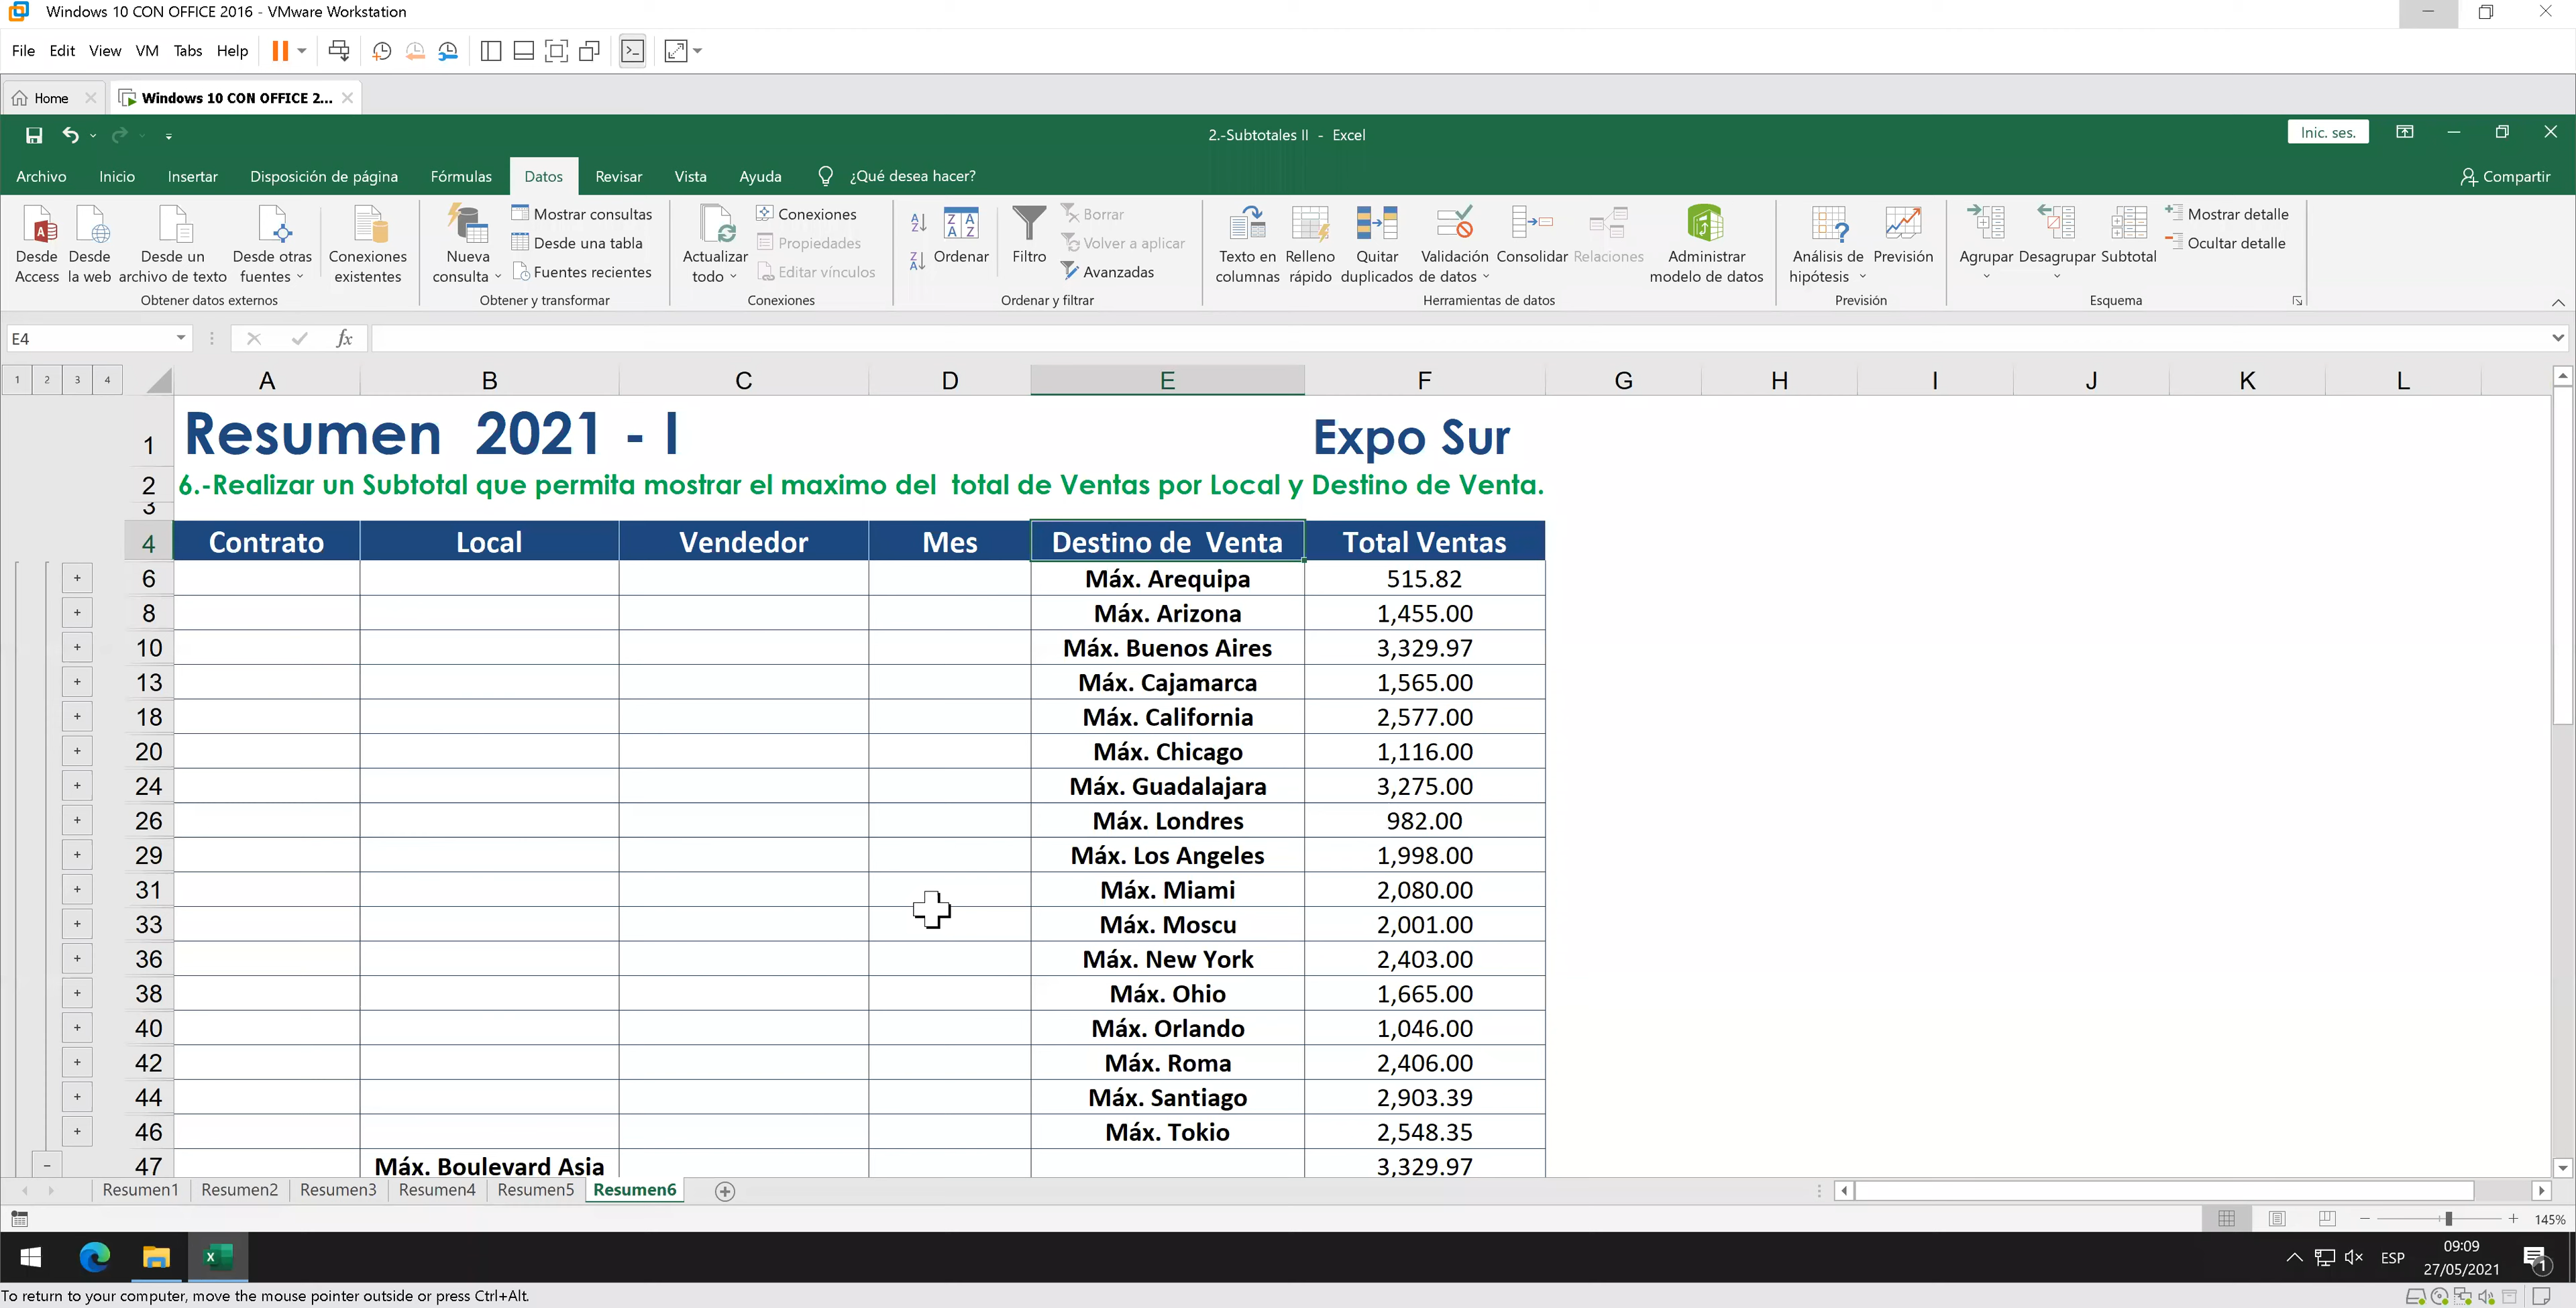 Windows 10 CON OFFICE 2016 - VMware Workstation
File Edit View VM Tabs Help
Home Windows 10 CON OFFICE 2...
2.-Subtotales II - Excel Inic. ses.
Archivo Inicio Insertar Disposición de página Fórmulas Datos Revisar Vista Ayuda ¿Qué desea hacer? Compartir
Desde Access
Desde la web
Desde un archivo de texto
Desde otras fuentes
Conexiones existentes
Obtener datos externos
Nueva consulta
Mostrar consultas
Desde una tabla
Fuentes recientes
Obtener y transformar
Actualizar todo
Conexiones
Propiedades
Editar vínculos
Conexiones
Ordenar
Filtro
Borrar
Volver a aplicar
Avanzadas
Ordenar y filtrar
Texto en columnas
Relleno rápido
Quitar duplicados
Validación de datos
Consolidar
Relaciones
Administrar modelo de datos
Herramientas de datos
Análisis de hipótesis
Previsión
Previsión
Agrupar
Desagrupar
Subtotal
Mostrar detalle
Ocultar detalle
Esquema
E4 fx
1 2 3 4 A B C D E F G H I J K L
1 Resumen 2021 - I Expo Sur
2 6.-Realizar un Subtotal que permita mostrar el maximo del total de Ventas por Local y Destino de Venta.
3
4 Contrato Local Vendedor Mes Destino de Venta Total Ventas
6 Máx. Arequipa 515.82
8 Máx. Arizona 1,455.00
10 Máx. Buenos Aires 3,329.97
13 Máx. Cajamarca 1,565.00
18 Máx. California 2,577.00
20 Máx. Chicago 1,116.00
24 Máx. Guadalajara 3,275.00
26 Máx. Londres 982.00
29 Máx. Los Angeles 1,998.00
31 Máx. Miami 2,080.00
33 Máx. Moscu 2,001.00
36 Máx. New York 2,403.00
38 Máx. Ohio 1,665.00
40 Máx. Orlando 1,046.00
42 Máx. Roma 2,406.00
44 Máx. Santiago 2,903.39
46 Máx. Tokio 2,548.35
47 Máx. Boulevard Asia 3,329.97
Resumen1 Resumen2 Resumen3 Resumen4 Resumen5 Resumen6
145%
ESP 09:09
27/05/2021
1
To return to your computer, move the mouse pointer outside or press Ctrl+Alt.